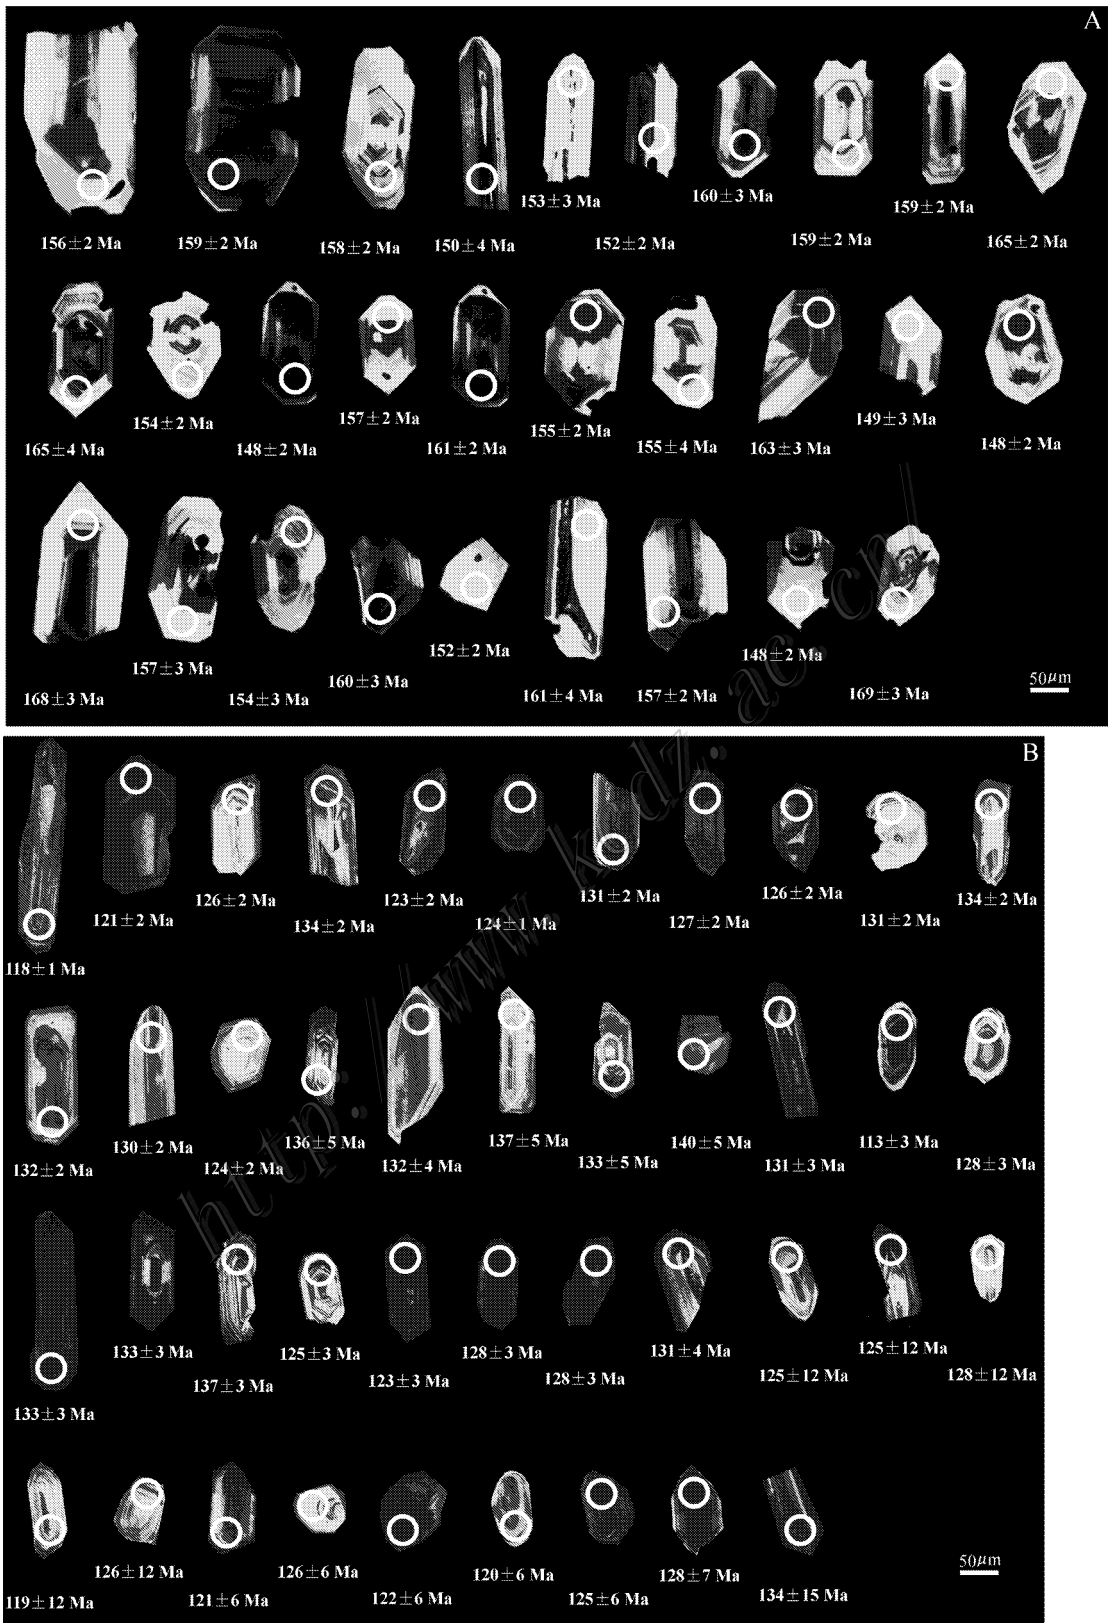 A
153±3 Ma
160±3 Ma
159±2 Ma
156±2 Ma
159±2 Ma
158±2 Ma
150±4 Ma
152±2 Ma
159±2 Ma
165±2 Ma
165±4 Ma
154±2 Ma
148±2 Ma
157±2 Ma
161±2 Ma
155±2 Ma
155±4 Ma
163±3 Ma
149±3 Ma
148±2 Ma
168±3 Ma
157±3 Ma
154±3 Ma
160±3 Ma
152±2 Ma
161±4 Ma
157±2 Ma
148±2 Ma
169±3 Ma
50μm
B
118±1 Ma
121±2 Ma
126±2 Ma
134±2 Ma
123±2 Ma
124±1 Ma
131±2 Ma
127±2 Ma
126±2 Ma
131±2 Ma
134±2 Ma
132±2 Ma
130±2 Ma
124±2 Ma
136±5 Ma
132±4 Ma
137±5 Ma
133±5 Ma
140±5 Ma
131±3 Ma
113±3 Ma
128±3 Ma
133±3 Ma
133±3 Ma
137±3 Ma
125±3 Ma
123±3 Ma
128±3 Ma
128±3 Ma
131±4 Ma
125±12 Ma
125±12 Ma
128±12 Ma
119±12 Ma
126±12 Ma
121±6 Ma
126±6 Ma
122±6 Ma
120±6 Ma
125±6 Ma
128±7 Ma
134±15 Ma
50μm
http://www.kcdz.ac.cn